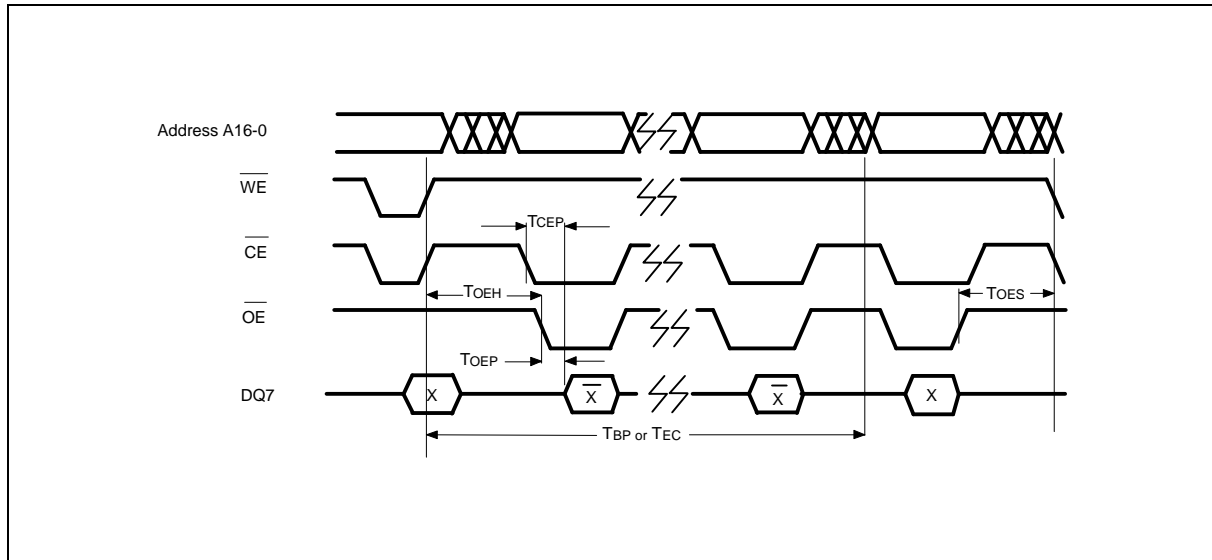 Address A16-0
WE
TCEP
CE
TOEH
TOES
OE
TOEP
DQ7
X
X
X
X
TBP or TEC